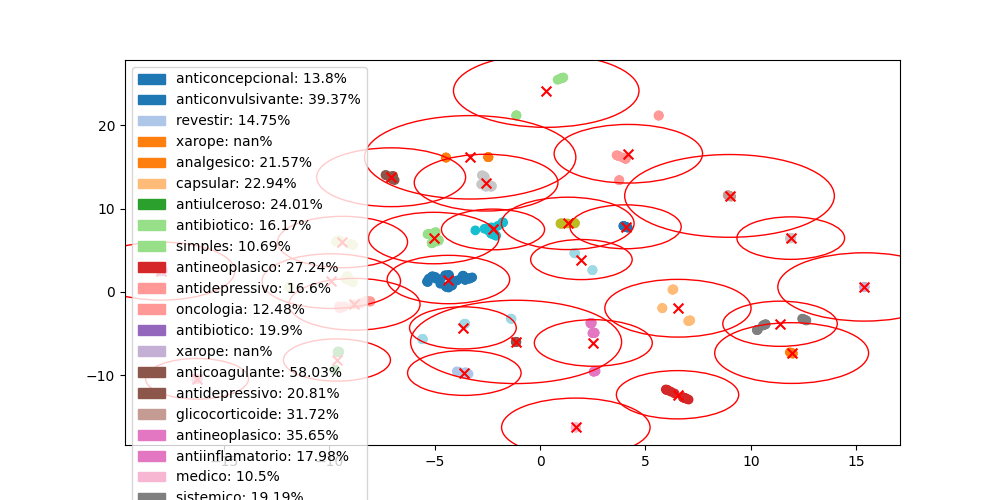 anticoncepcional: 13.8%
anticonvulsivante: 39.37%
revestir: 14.75%
xarope: nan%
analgesico: 21.57%
capsular: 22.94%
antiulceroso: 24.01%
antibiotico: 16.17%
simples: 10.69%
antineoplasico: 27.24%
antidepressivo: 16.6%
oncologia: 12.48%
antibiotico: 19.9%
xarope: nan%
anticoagulante: 58.03%
antidepressivo: 20.81%
glicocorticoide: 31.72%
antineoplasico: 35.65%
antiinflamatorio: 17.98%
medico: 10.5%
sistemico: 19.19%
20
10
0
−10
−15
−10
−5
0
5
10
15